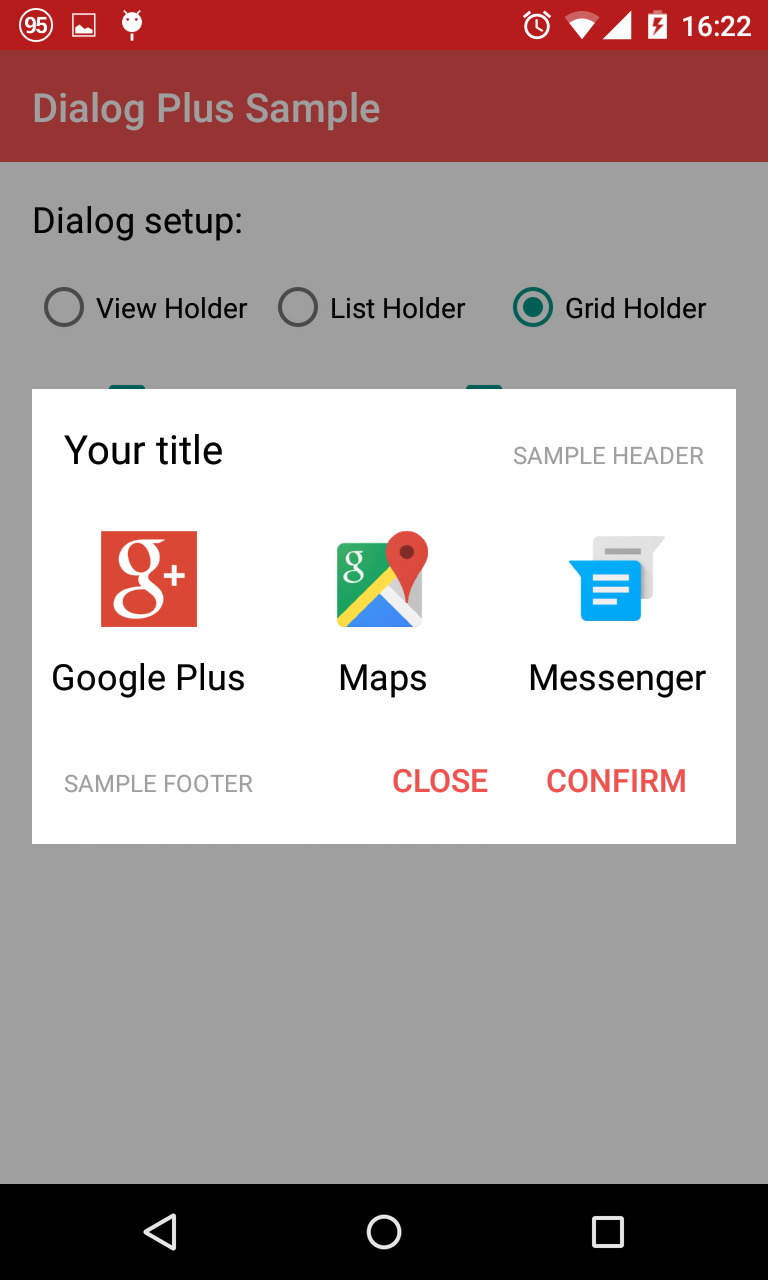 95 16:22
Dialog Plus Sample
Dialog setup:
View Holder List Holder Grid Holder
Your title SAMPLE HEADER
g+ g
Google Plus Maps Messenger
SAMPLE FOOTER CLOSE CONFIRM